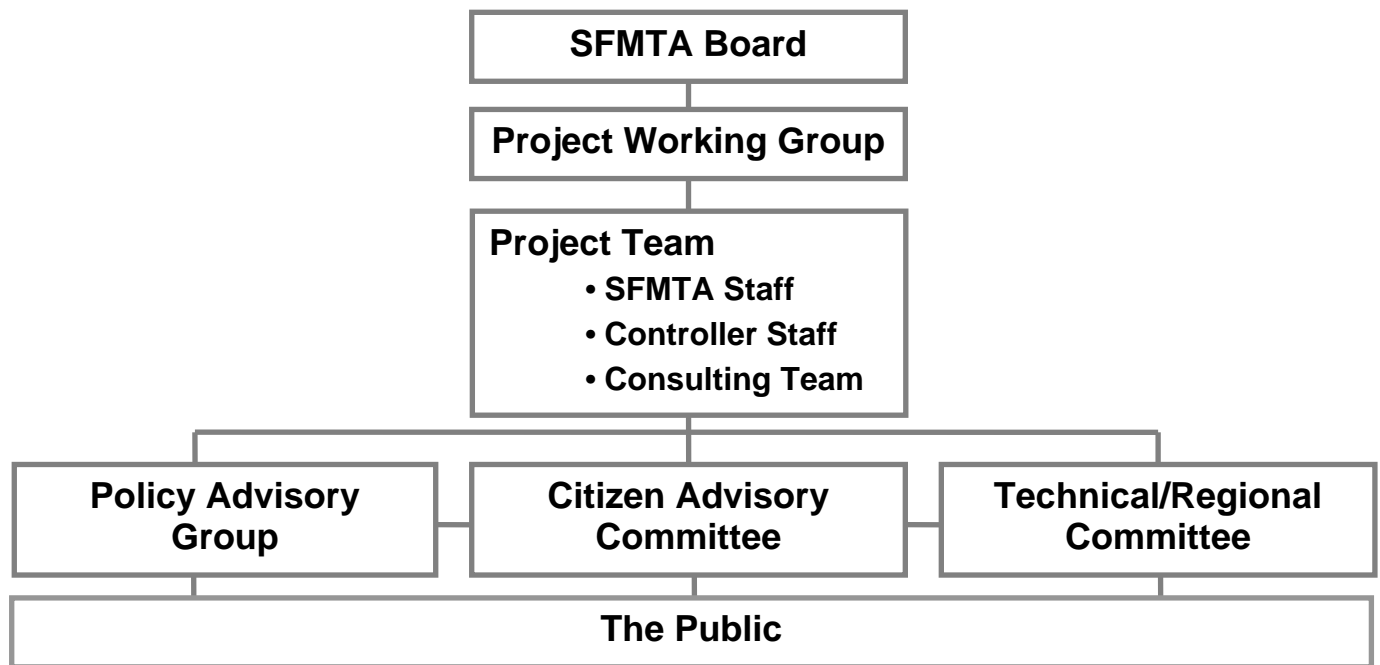 SFMTA Board
Project Working Group
Project Team
• SFMTA Staff
• Controller Staff
• Consulting Team
Policy Advisory
Group
Citizen Advisory
Committee
Technical/Regional
Committee
The Public